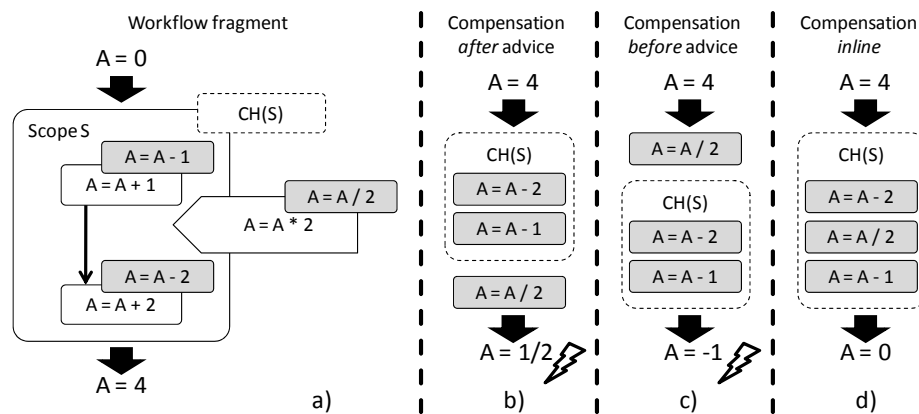 Workflow fragment
A = 0
CH(S)
Scope S
A = A - 1
A = A + 1
A = A / 2
A = A * 2
A = A - 2
A = A + 2
A = 4
a)
Compensation
after advice
A = 4
CH(S)
A = A - 2
A = A - 1
A = A / 2
A = 1/2
b)
Compensation
before advice
A = 4
A = A / 2
CH(S)
A = A - 2
A = A - 1
A = -1
c)
Compensation
inline
A = 4
CH(S)
A = A - 2
A = A / 2
A = A - 1
A = 0
d)